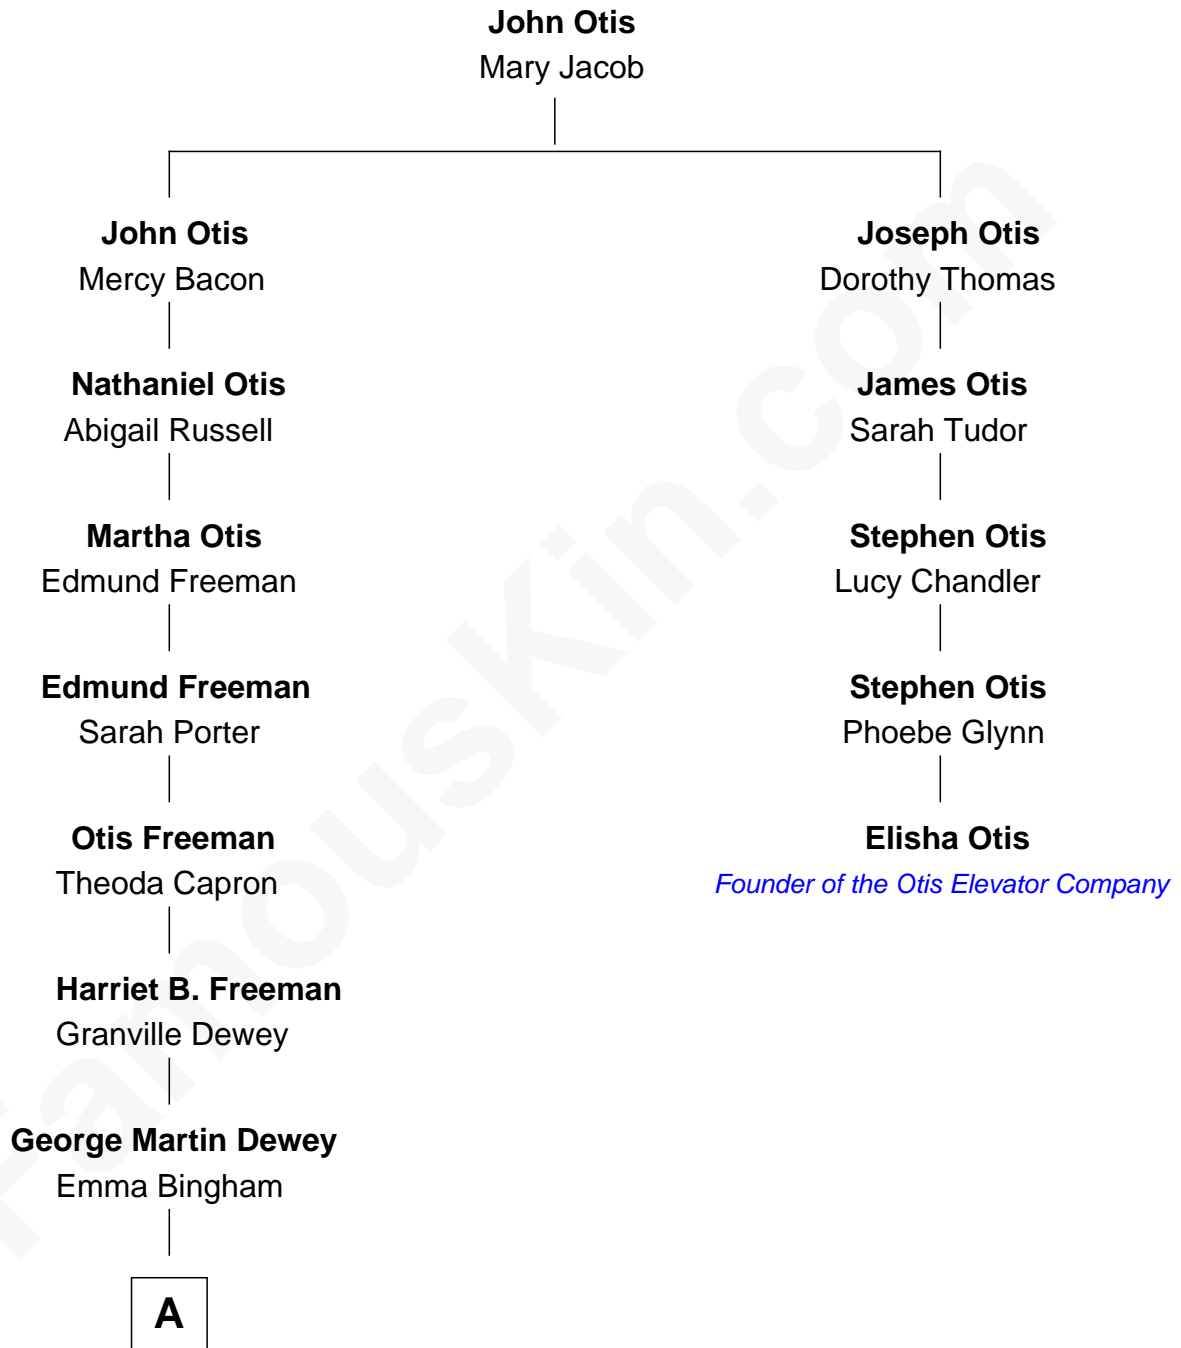 John Otis
Mary Jacob
John Otis
Mercy Bacon
Nathaniel Otis
Abigail Russell
Martha Otis
Edmund Freeman
Edmund Freeman
Sarah Porter
Otis Freeman
Theoda Capron
Harriet B. Freeman
Granville Dewey
George Martin Dewey
Emma Bingham
A
Joseph Otis
Dorothy Thomas
James Otis
Sarah Tudor
Stephen Otis
Lucy Chandler
Stephen Otis
Phoebe Glynn
Elisha Otis
Founder of the Otis Elevator Company
FamousKin.com